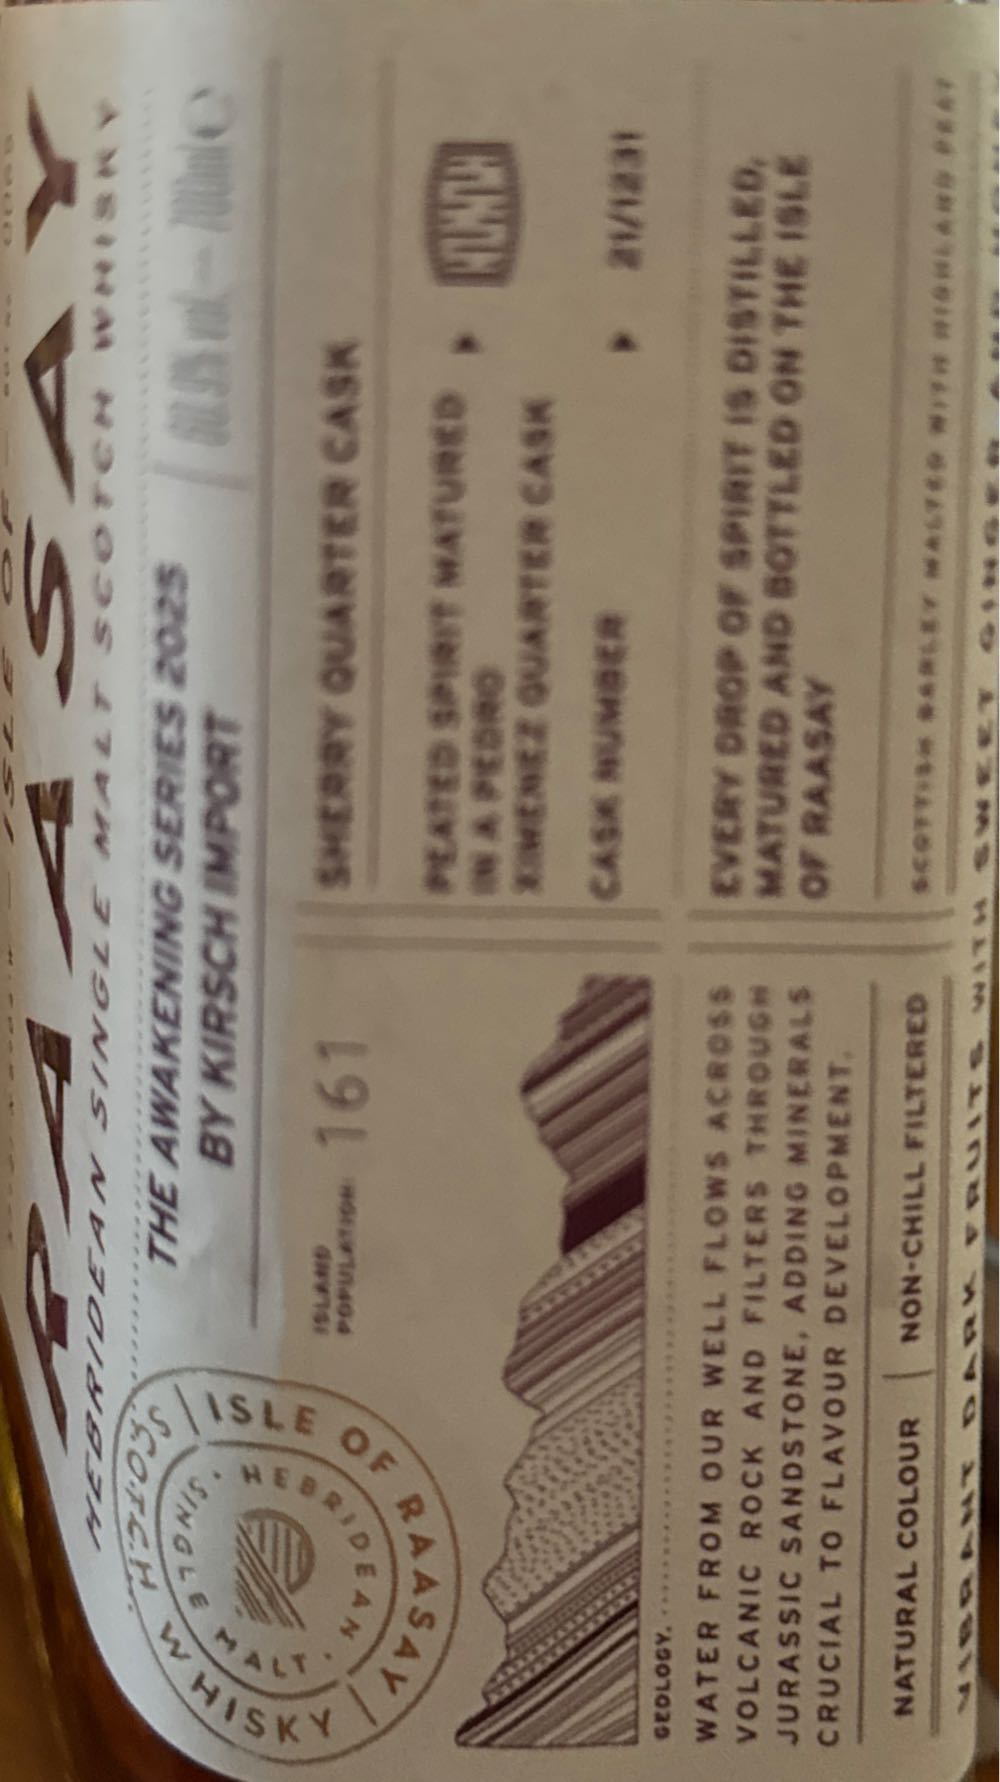 ISLE OF
RAASAY
HEBRIDEAN SINGLE MALT SCOTCH WHISKY
THE AWAKENING SERIES 2025
BY KIRSCH IMPORT
700ml
ISLE OF RAASAY
SCOTCH WHISKY
HEBRIDEAN
SINGLE MALT.
ISLAND
POPULATION: 161
SHERRY QUARTER CASK
PEATED SPIRIT MATURED
IN A PEDRO
XIMENEZ QUARTER CASK
CASK NUMBER 21/1231
GEOLOGY.
WATER FROM OUR WELL FLOWS ACROSS
VOLCANIC ROCK AND FILTERS THROUGH
JURASSIC SANDSTONE, ADDING MINERALS
CRUCIAL TO FLAVOUR DEVELOPMENT.
EVERY DROP OF SPIRIT IS DISTILLED,
MATURED AND BOTTLED ON THE ISLE
OF RAASAY
NATURAL COLOUR | NON-CHILL FILTERED
SCOTTISH BARLEY MALTED WITH HIGHLAND PEAT
VIBRANT DARK FRUITS WITH SWEET GINGER AND